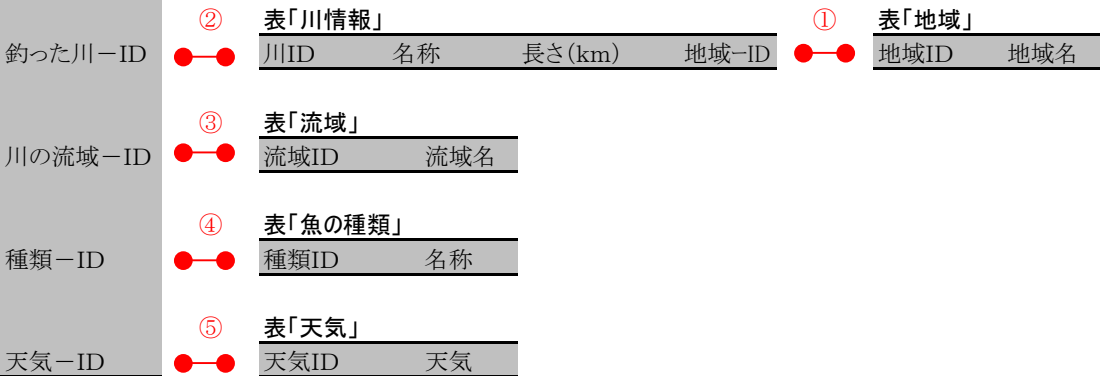 ② 表「川情報」 ① 表「地域」
釣った川－ID 川ID 名称 長さ(km) 地域－ID 地域ID 地域名
③ 表「流域」
川の流域－ID 流域ID 流域名
④ 表「魚の種類」
種類－ID 種類ID 名称
⑤ 表「天気」
天気－ID 天気ID 天気